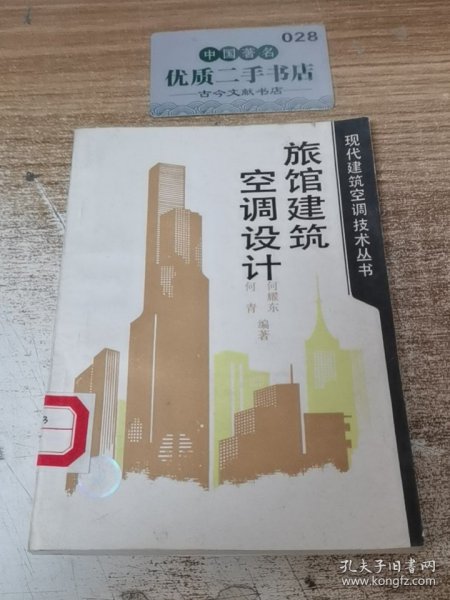 028
中国著名
优质二手书店
古今文献书店
现代建筑空调技术丛书
旅馆建筑
空调设计
何耀东
何青 编著
3
孔夫子旧书网
www.kongfz.com